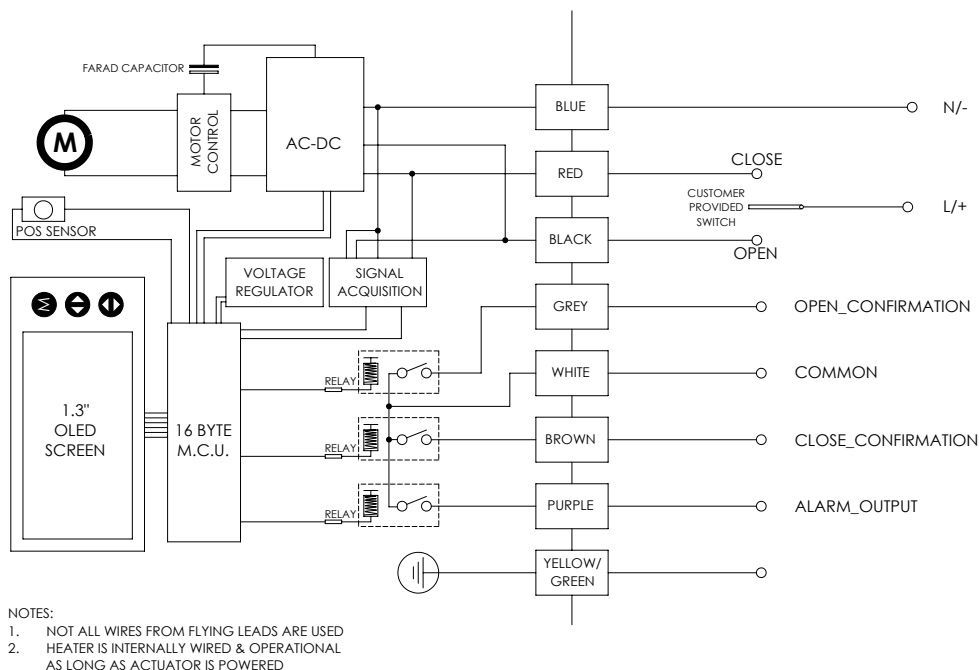 FARAD CAPACITOR
M
MOTOR
CONTROL
AC-DC
BLUE
N/-
RED
CLOSE
CUSTOMER
PROVIDED
SWITCH
L/+
POS SENSOR
BLACK
OPEN
VOLTAGE
REGULATOR
SIGNAL
ACQUISITION
M
GREY
OPEN_CONFIRMATION
RELAY
WHITE
COMMON
1.3"
OLED
SCREEN
16 BYTE
M.C.U.
RELAY
BROWN
CLOSE_CONFIRMATION
RELAY
PURPLE
ALARM_OUTPUT
YELLOW/
GREEN
NOTES:
1. NOT ALL WIRES FROM FLYING LEADS ARE USED
2. HEATER IS INTERNALLY WIRED & OPERATIONAL
AS LONG AS ACTUATOR IS POWERED